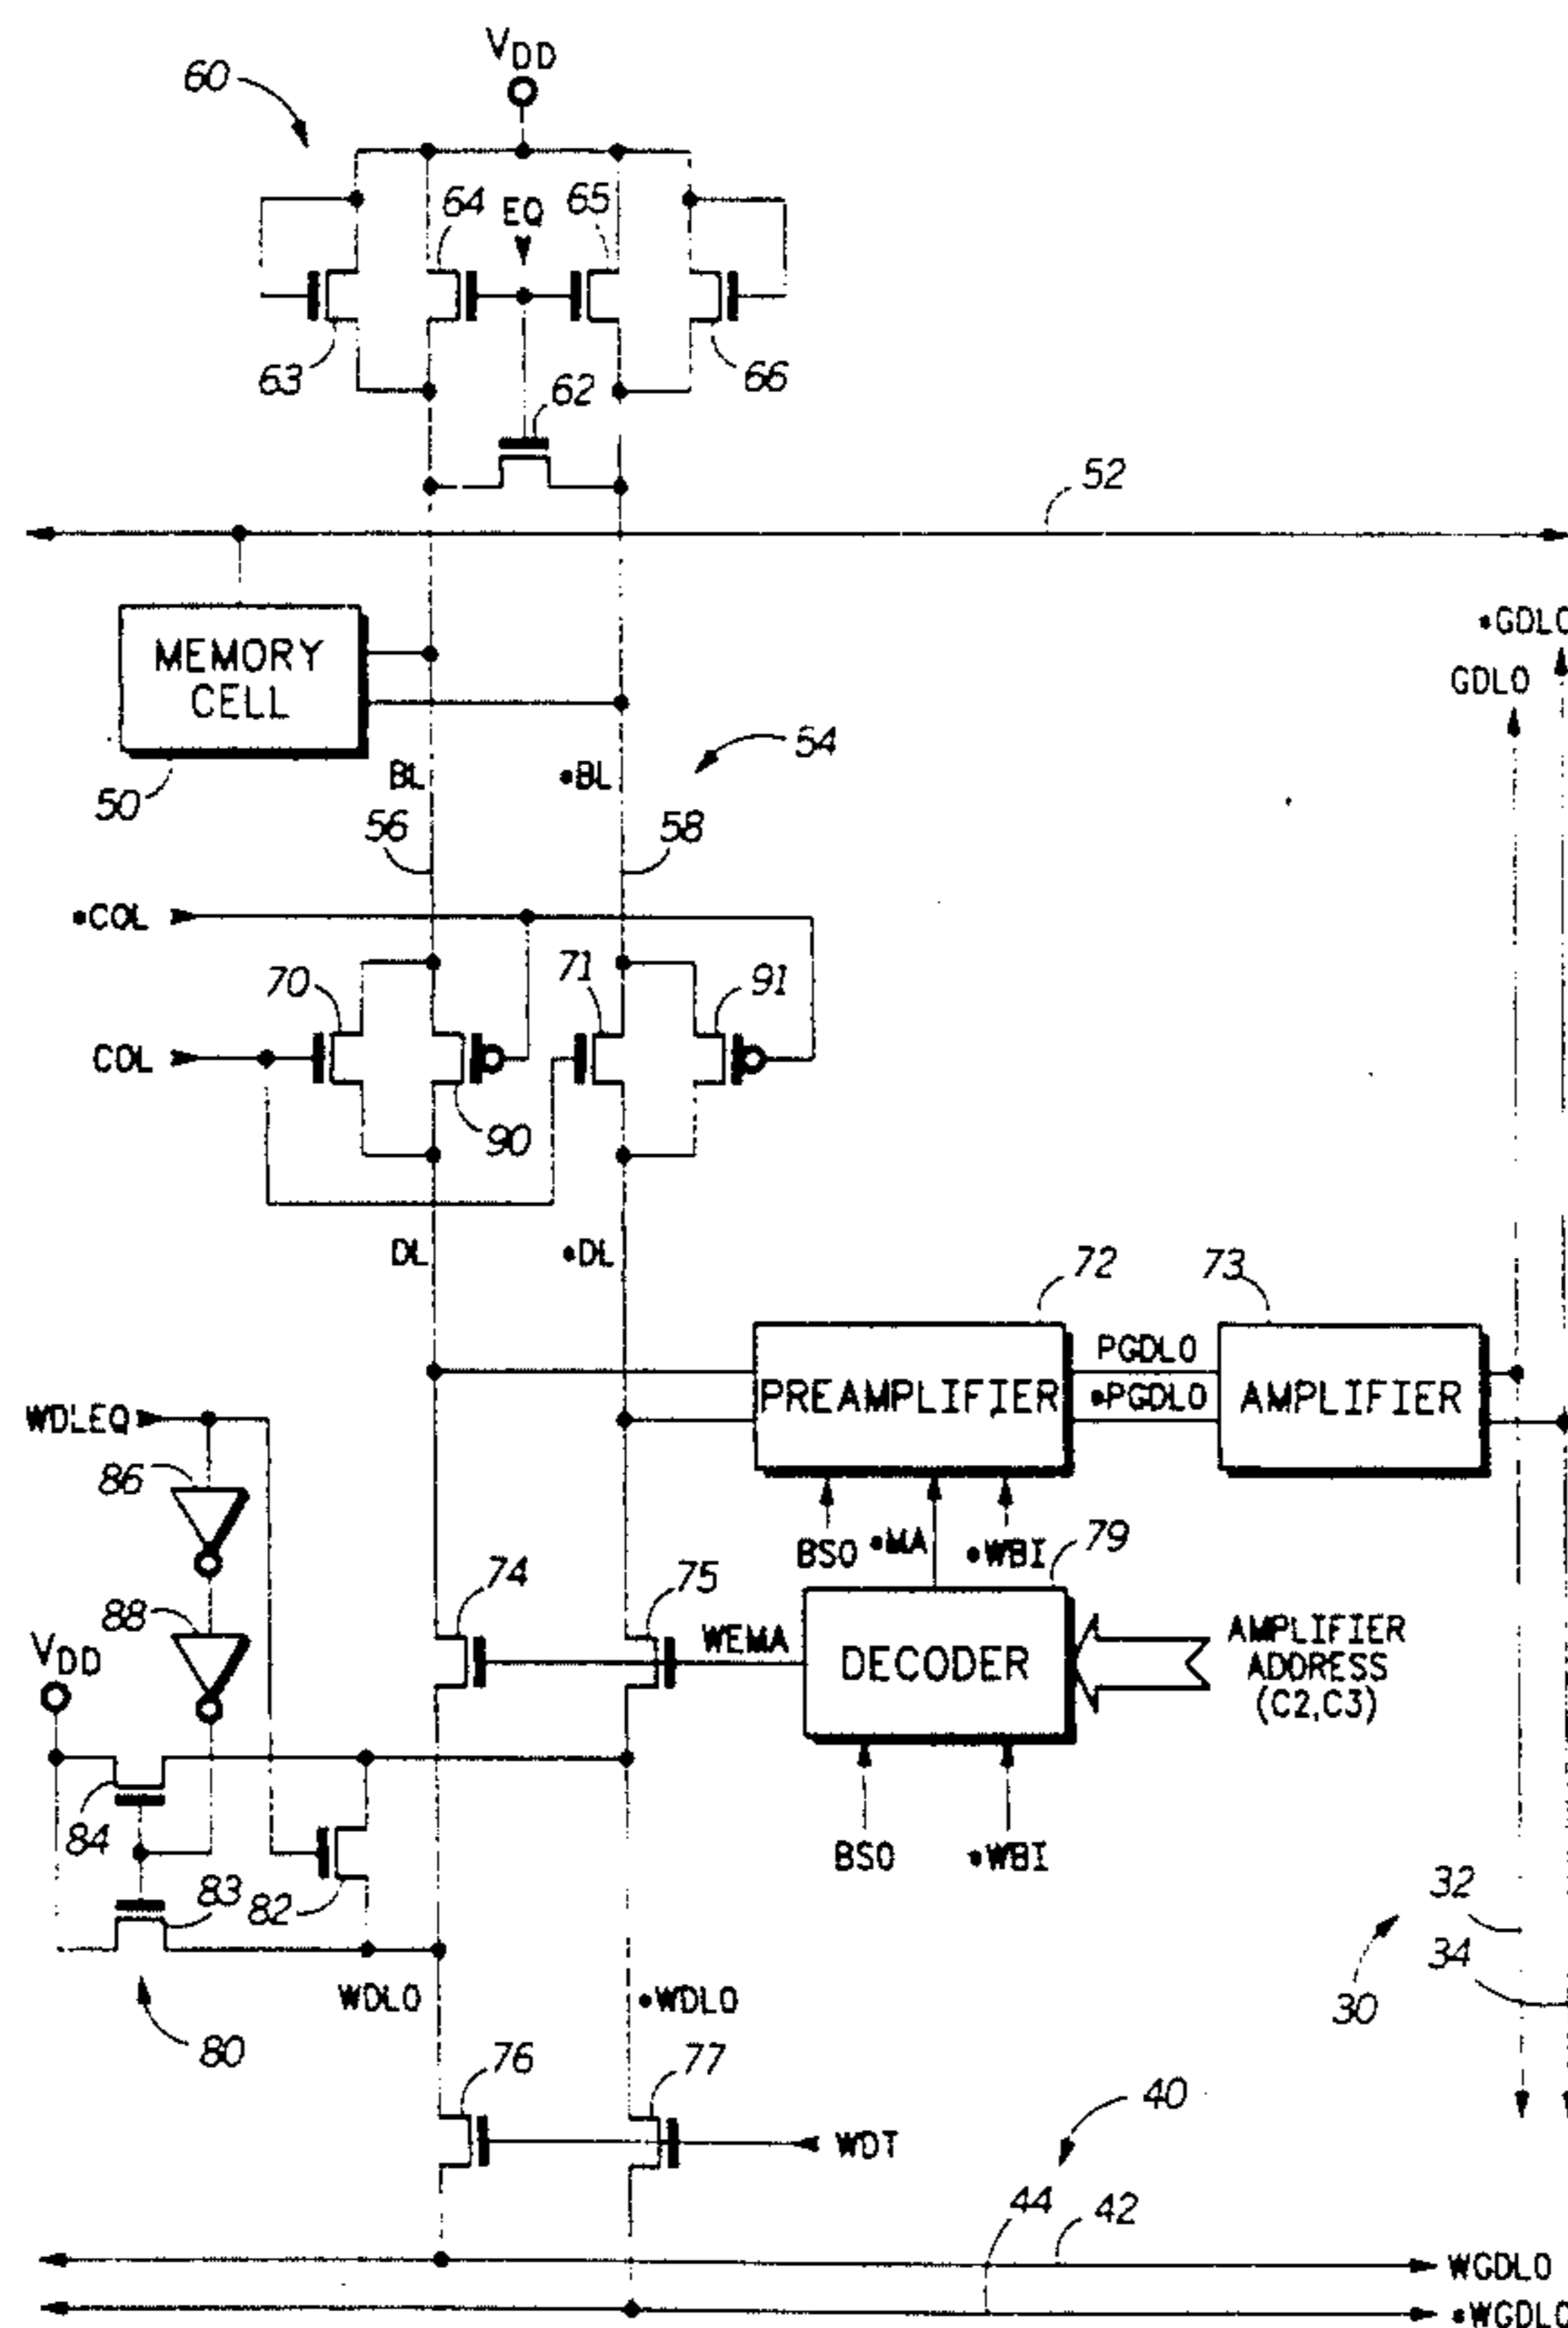 VDD
60
64 EQ 65
63
66
62
52
MEMORY
CELL
50
•GDLO
GDLO
54
BL •BL
56 58
•COL
70 71 91
COL
90
DL •DL
72 73
PREAMPLIFIER
PGDLO
•PGDLO
AMPLIFIER
WDLEQ
86
BSO •MA •WBI 79
88
VDD
74 75
WEMA
DECODER
AMPLIFIER
ADDRESS
(C2,C3)
84
83 82
BSO •WBI
32
34
30
WDLO •WDLO
80
76 77
40
WDT
44 42
WGDLO
•WGDLO